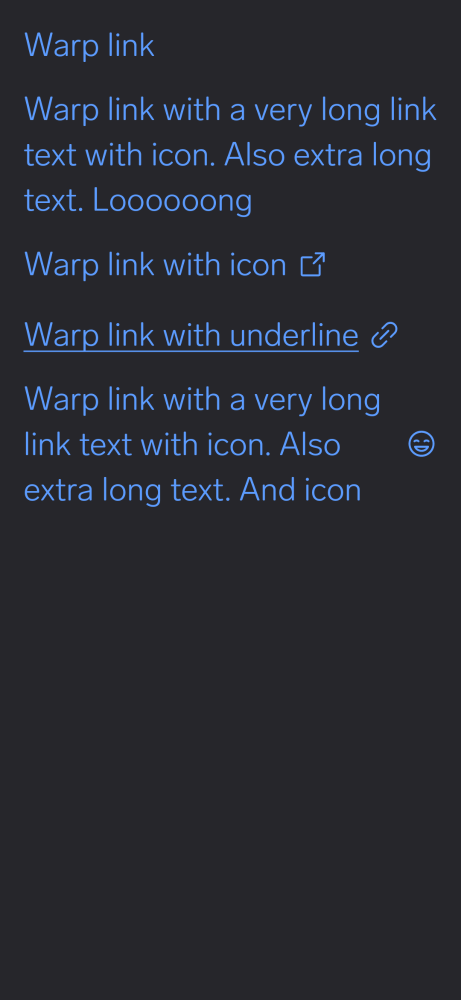 Warp link
Warp link with a very long link
text with icon. Also extra long
text. Loooooong
Warp link with icon
Warp link with underline
Warp link with a very long
link text with icon. Also
extra long text. And icon